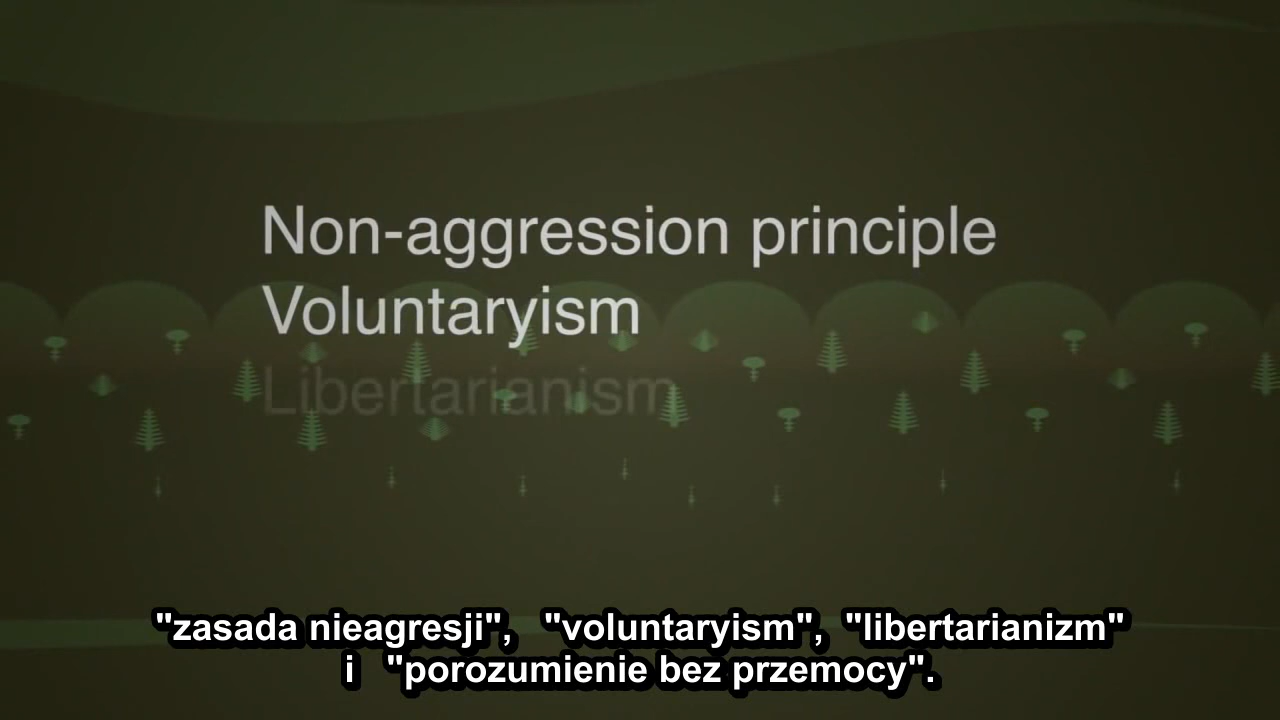 Non-aggression principle
Voluntaryism
Libertarianism
"zasada nieagresji", "voluntaryism", "libertarianizm"
i "porozumienie bez przemocy".